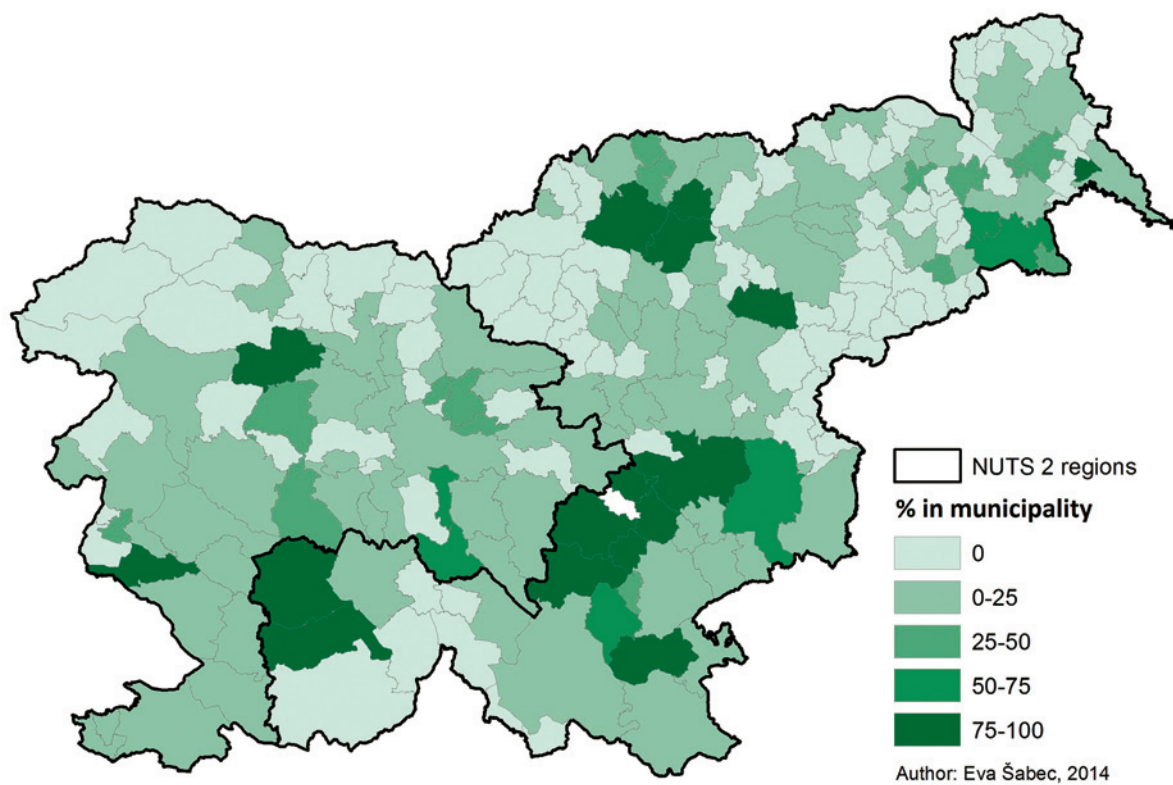 NUTS 2 regions
% in municipality
0
0-25
25-50
50-75
75-100
Author: Eva Šabec, 2014